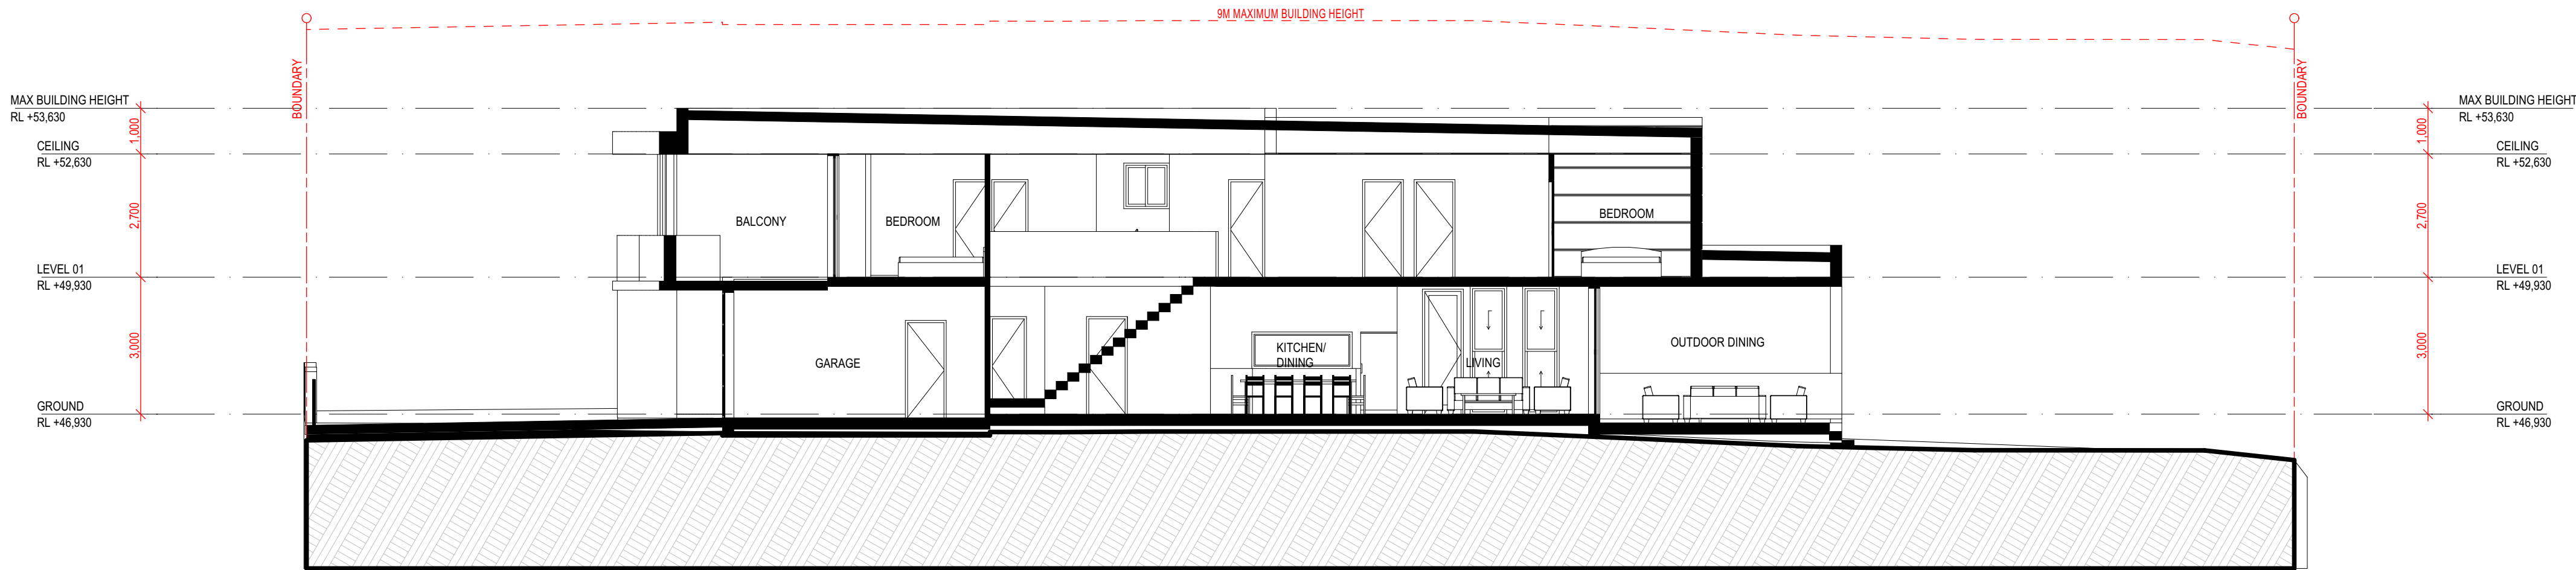 9M MAXIMUM BUILDING HEIGHT
BOUNDARY
BOUNDARY
MAX BUILDING HEIGHT
RL +53,630
1,000
CEILING
RL +52,630
2,700
LEVEL 01
RL +49,930
3,000
GROUND
RL +46,930
BALCONY
BEDROOM
BEDROOM
GARAGE
KITCHEN/
DINING
LIVING
OUTDOOR DINING
MAX BUILDING HEIGHT
RL +53,630
1,000
CEILING
RL +52,630
2,700
LEVEL 01
RL +49,930
3,000
GROUND
RL +46,930